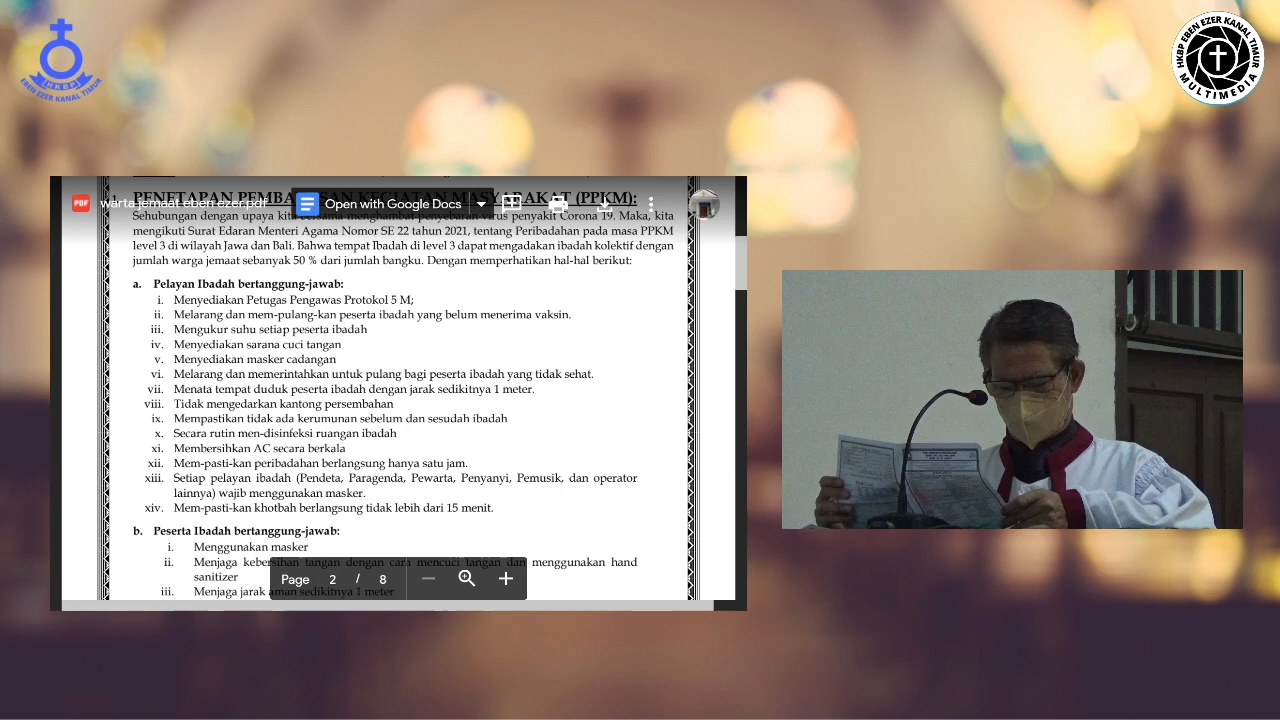 HKBP
EBEN EZER KANAL TIMUR
HKBP EBEN EZER KANAL TIMUR
MULTIMEDIA
PENETAPAN PEMBATASAN KEGIATAN MASYARAKAT (PPKM):
PDF
warta jemaat eben ezer.pdf
Open with Google Docs
Sehubungan dengan upaya kita bersama menghambat penyebaran virus penyakit Corona 19. Maka, kita
mengikuti Surat Edaran Menteri Agama Nomor SE 22 tahun 2021, tentang Peribadahan pada masa PPKM
level 3 di wilayah Jawa dan Bali. Bahwa tempat Ibadah di level 3 dapat mengadakan ibadah kolektif dengan
jumlah warga jemaat sebanyak 50 % dari jumlah bangku. Dengan memperhatikan hal-hal berikut:
a. Pelayan Ibadah bertanggung-jawab:
i. Menyediakan Petugas Pengawas Protokol 5 M;
ii. Melarang dan mem-pulang-kan peserta ibadah yang belum menerima vaksin.
iii. Mengukur suhu setiap peserta ibadah
iv. Menyediakan sarana cuci tangan
v. Menyediakan masker cadangan
vi. Melarang dan memerintahkan untuk pulang bagi peserta ibadah yang tidak sehat.
vii. Menata tempat duduk peserta ibadah dengan jarak sedikitnya 1 meter.
viii. Tidak mengedarkan kantong persembahan
ix. Mempastikan tidak ada kerumunan sebelum dan sesudah ibadah
x. Secara rutin men-disinfeksi ruangan ibadah
xi. Membersihkan AC secara berkala
xii. Mem-pasti-kan peribadahan berlangsung hanya satu jam.
xiii. Setiap pelayan ibadah (Pendeta, Paragenda, Pewarta, Penyanyi, Pemusik, dan operator
lainnya) wajib menggunakan masker.
xiv. Mem-pasti-kan khotbah berlangsung tidak lebih dari 15 menit.
b. Peserta Ibadah bertanggung-jawab:
i. Menggunakan masker
ii. Menjaga kebersihan tangan dengan cara mencuci tangan dan menggunakan hand
sanitizer
iii. Menjaga jarak aman sedikitnya 1 meter
Page 2 / 8